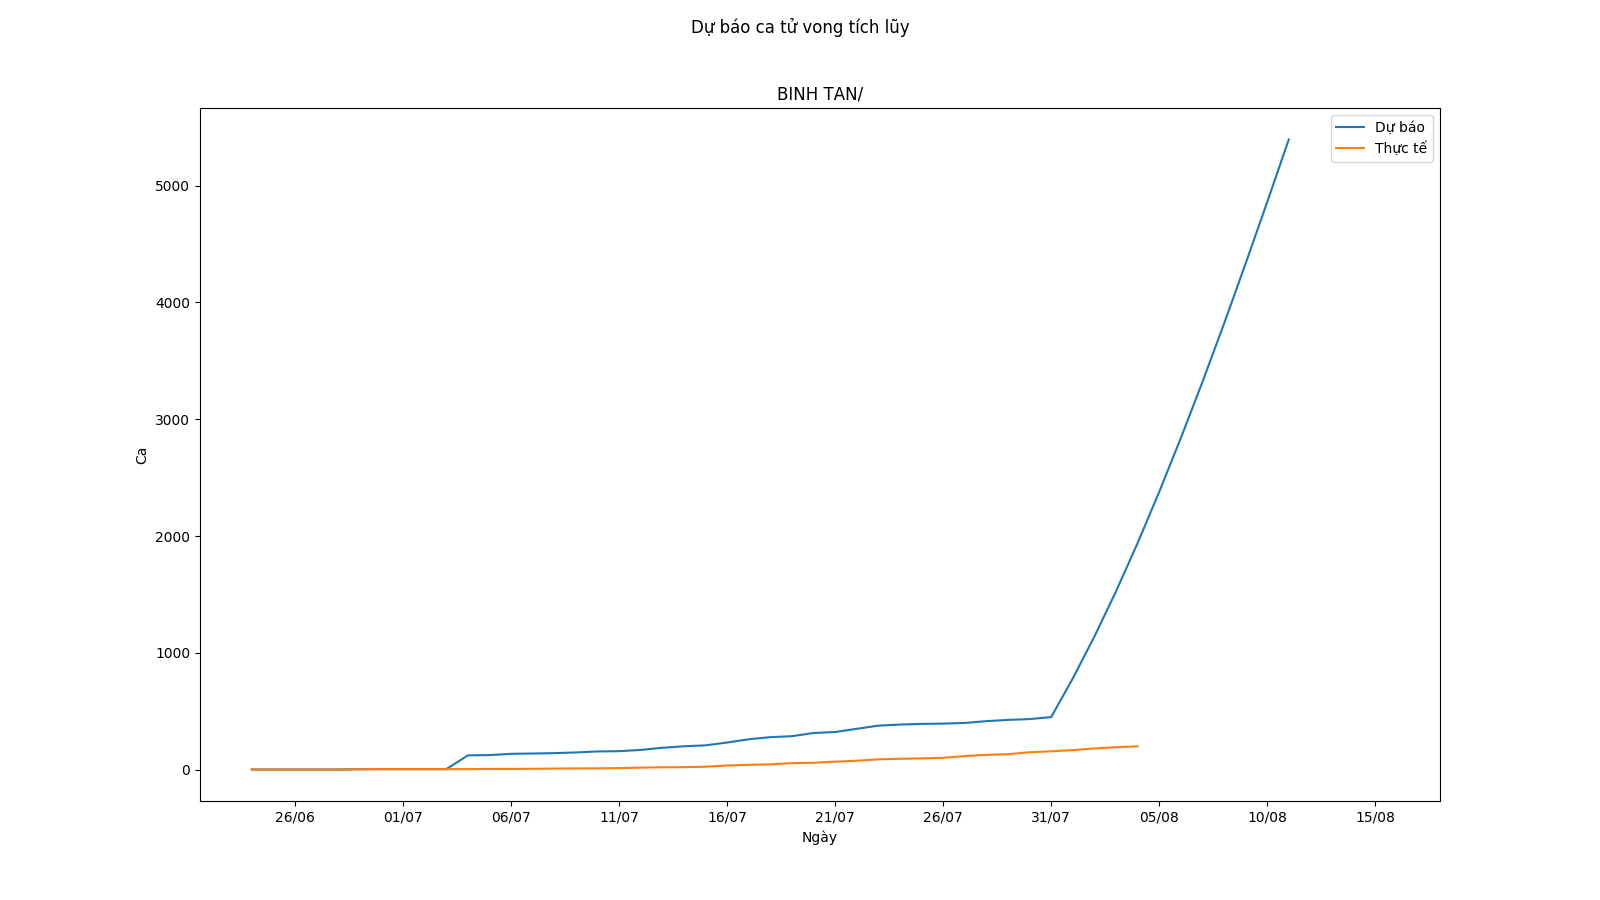 Dự báo ca tử vong tích lũy
BINH TAN/
Dự báo
Thực tế
5000
4000
3000
2000
1000
0
Ca
26/06
01/07
06/07
11/07
16/07
21/07
26/07
31/07
05/08
10/08
15/08
Ngày